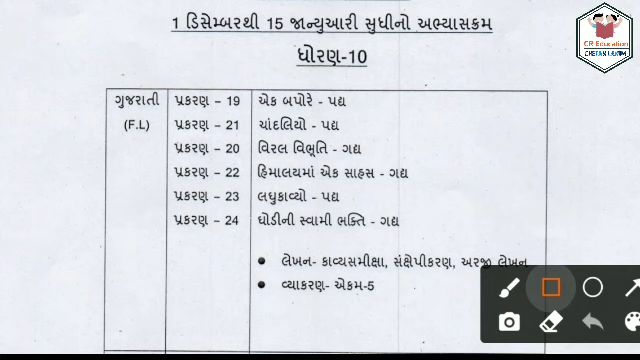 1 ડિસેમ્બરથી 15 જાન્યુઆરી સુધીનો અભ્યાસક્રમ
CR Education
CHETAN LADUM
ધોરણ-10
ગુજરાતી પ્રકરણ – 19 એક બપોરે - પદ્ય
(F.L) પ્રકરણ – 21 ચાંદલિયો - પદ્ય
પ્રકરણ – 20 વિરલ વિભૂતિ - ગદ્ય
પ્રકરણ – 22 હિમાલયમાં એક સાહસ - ગદ્ય
પ્રકરણ – 23 લઘુકાવ્યો - પદ્ય
પ્રકરણ – 24 ઘોડીની સ્વામી ભક્તિ - ગદ્ય
• લેખન- કાવ્યસમીક્ષા, સંક્ષેપીકરણ, અરજી લેખન
• વ્યાકરણ- એકમ-5